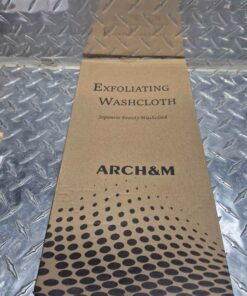 EXFOLIATING
WASHCLOTH
Japanese Beauty Washcloth
ARCH&M